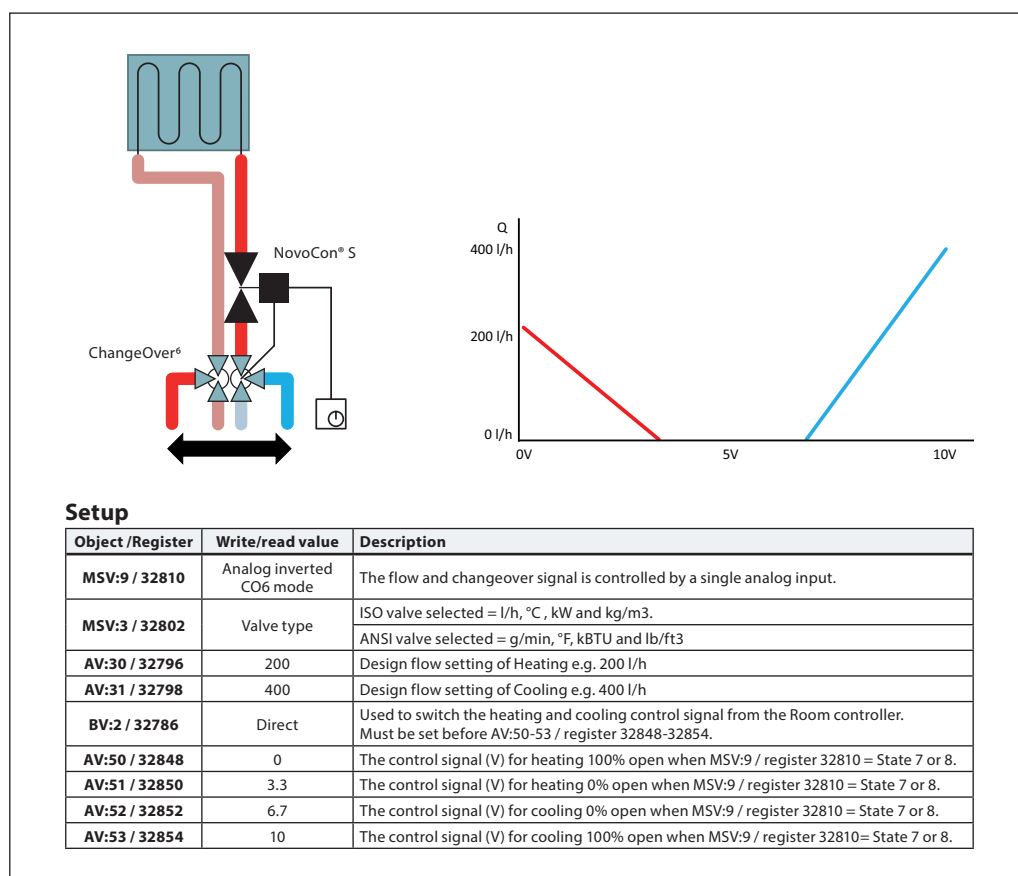 NovoCon® S
ChangeOver⁶
Q
400 l/h
200 l/h
0 l/h
0V
5V
10V
Setup
Object /Register
Write/read value
Description
MSV:9 / 32810
Analog inverted
CO6 mode
The flow and changeover signal is controlled by a single analog input.
MSV:3 / 32802
Valve type
ISO valve selected = l/h, °C , kW and kg/m3.
ANSI valve selected = g/min, °F, kBTU and lb/ft3
AV:30 / 32796
200
Design flow setting of Heating e.g. 200 l/h
AV:31 / 32798
400
Design flow setting of Cooling e.g. 400 l/h
BV:2 / 32786
Direct
Used to switch the heating and cooling control signal from the Room controller.
Must be set before AV:50-53 / register 32848-32854.
AV:50 / 32848
0
The control signal (V) for heating 100% open when MSV:9 / register 32810 = State 7 or 8.
AV:51 / 32850
3.3
The control signal (V) for heating 0% open when MSV:9 / register 32810 = State 7 or 8.
AV:52 / 32852
6.7
The control signal (V) for cooling 0% open when MSV:9 / register 32810 = State 7 or 8.
AV:53 / 32854
10
The control signal (V) for cooling 100% open when MSV:9 / register 32810= State 7 or 8.